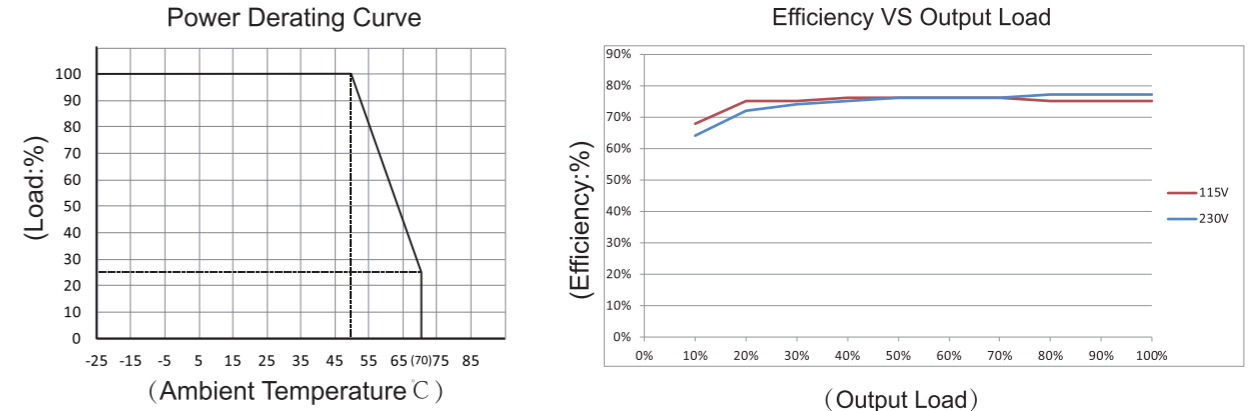 Power Derating Curve
(Load:%)
100
90
80
70
60
50
40
30
20
10
0
-25 -15 -5 5 15 25 35 45 55 65 (70) 75 85
(Ambient Temperature℃)
Efficiency VS Output Load
(Efficiency:%)
90%
80%
70%
60%
50%
40%
30%
20%
10%
0%
0% 10% 20% 30% 40% 50% 60% 70% 80% 90% 100%
(Output Load)
115V
230V